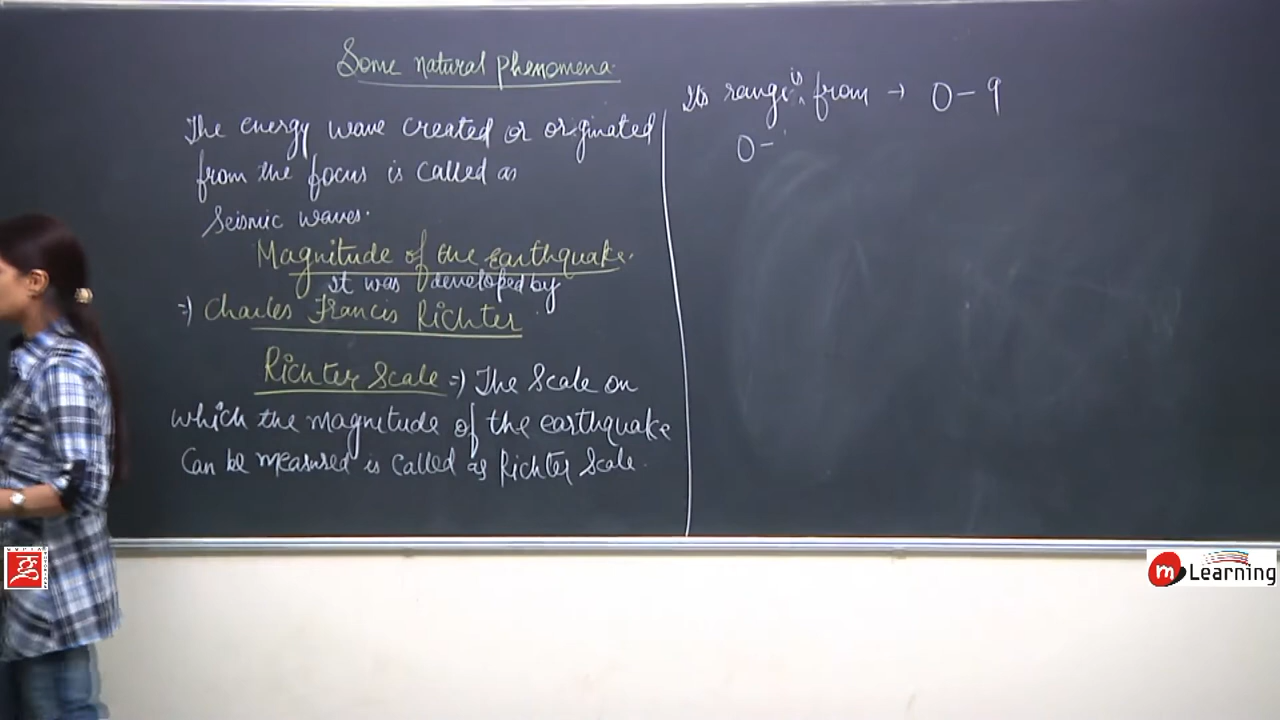 Some natural phenomena.
The energy wave created or originated
from the focus is called as
Seismic waves.
Magnitude of the earthquake.
It was developed by
=) Charles Francis Richter.
Richter Scale =) The Scale on
which the magnitude of the earthquake
Can be measured is called as Richter Scale.
Its range is from → 0 - 9
0 -
m Learning